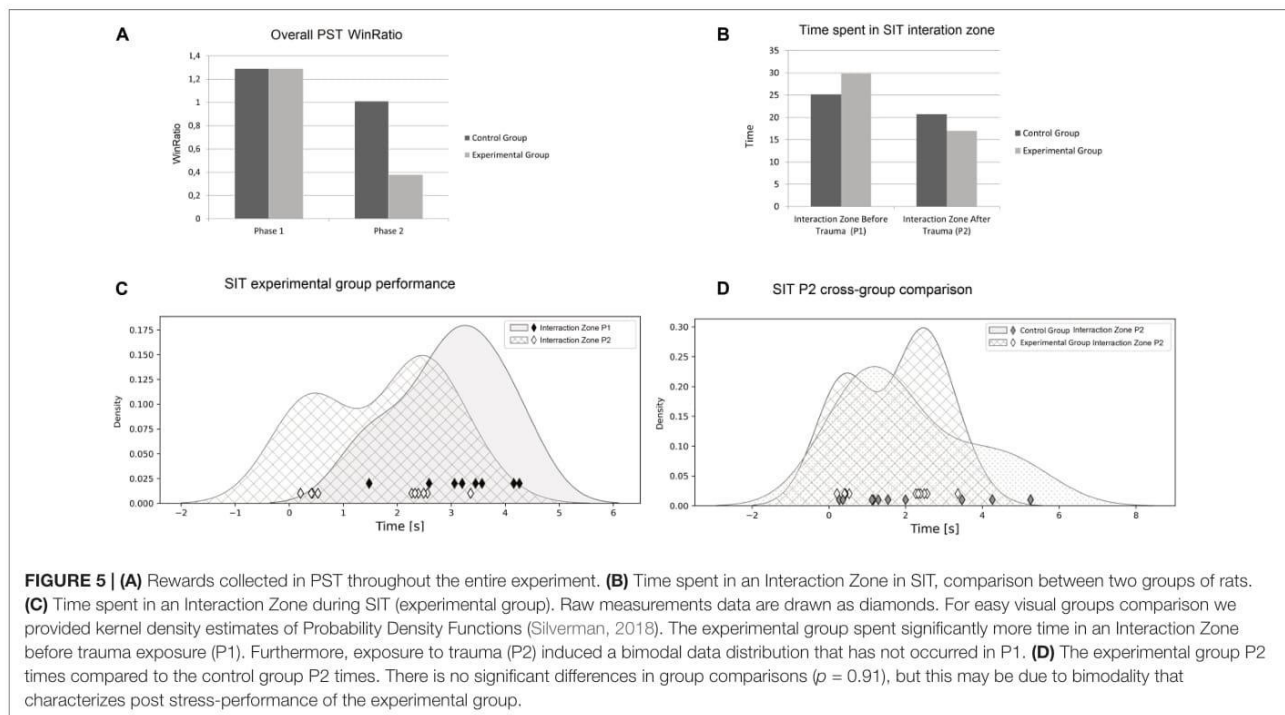 A
Overall PST WinRatio
1,4
1,2
1
0,8
0,6
0,4
0,2
0
WinRatio
Phase 1
Phase 2
Control Group
Experimental Group
B
Time spent in SIT interation zone
35
30
25
20
15
10
5
0
Time
Interaction Zone Before
Trauma (P1)
Interaction Zone After
Trauma (P2)
Control Group
Experimental Group
C
SIT experimental group performance
0.175
0.150
0.125
0.100
0.075
0.050
0.025
0.000
Density
Interraction Zone P1
Interraction Zone P2
−2
−1
0
1
2
3
4
5
6
Time [s]
D
SIT P2 cross-group comparison
0.30
0.25
0.20
0.15
0.10
0.05
0.00
Density
Control Group Interraction Zone P2
Experimental Group Interraction Zone P2
−2
0
2
4
6
8
Time [s]
FIGURE 5 | (A) Rewards collected in PST throughout the entire experiment. (B) Time spent in an Interaction Zone in SIT, comparison between two groups of rats.
(C) Time spent in an Interaction Zone during SIT (experimental group). Raw measurements data are drawn as diamonds. For easy visual groups comparison we
provided kernel density estimates of Probability Density Functions (Silverman, 2018). The experimental group spent significantly more time in an Interaction Zone
before trauma exposure (P1). Furthermore, exposure to trauma (P2) induced a bimodal data distribution that has not occurred in P1. (D) The experimental group P2
times compared to the control group P2 times. There is no significant differences in group comparisons (p = 0.91), but this may be due to bimodality that
characterizes post stress-performance of the experimental group.